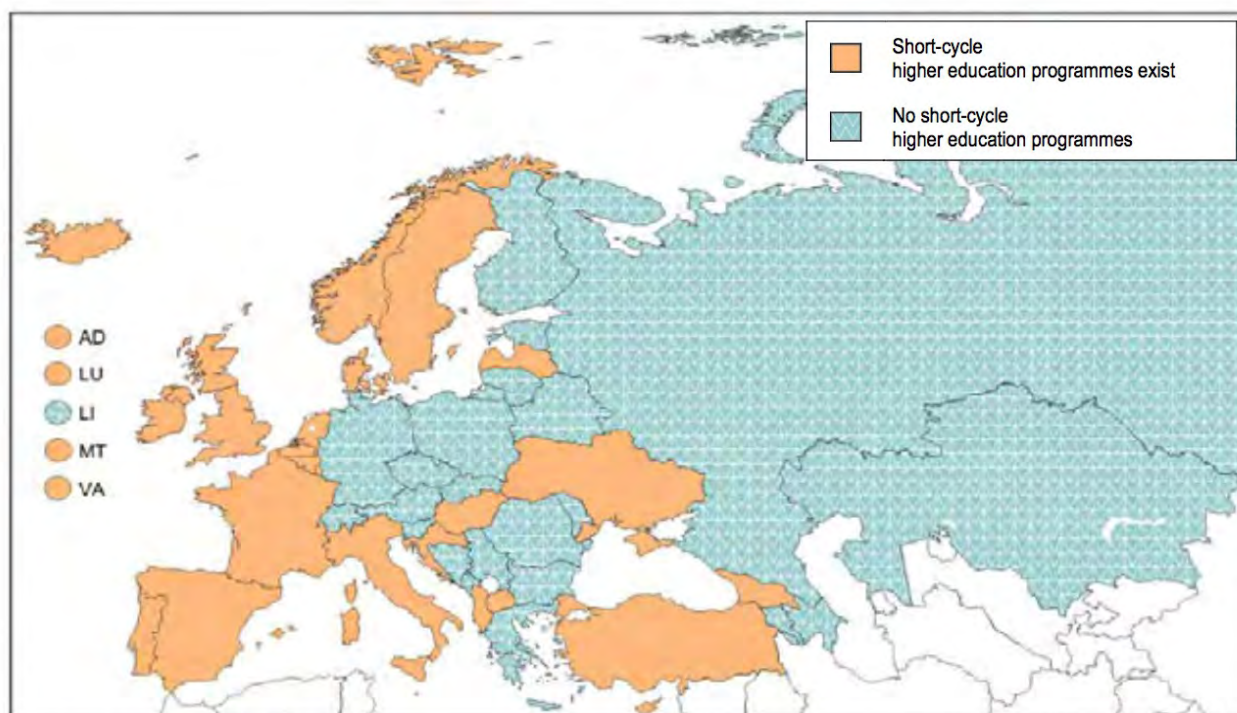 Short-cycle
higher education programmes exist
No short-cycle
higher education programmes
AD
LU
LI
MT
VA